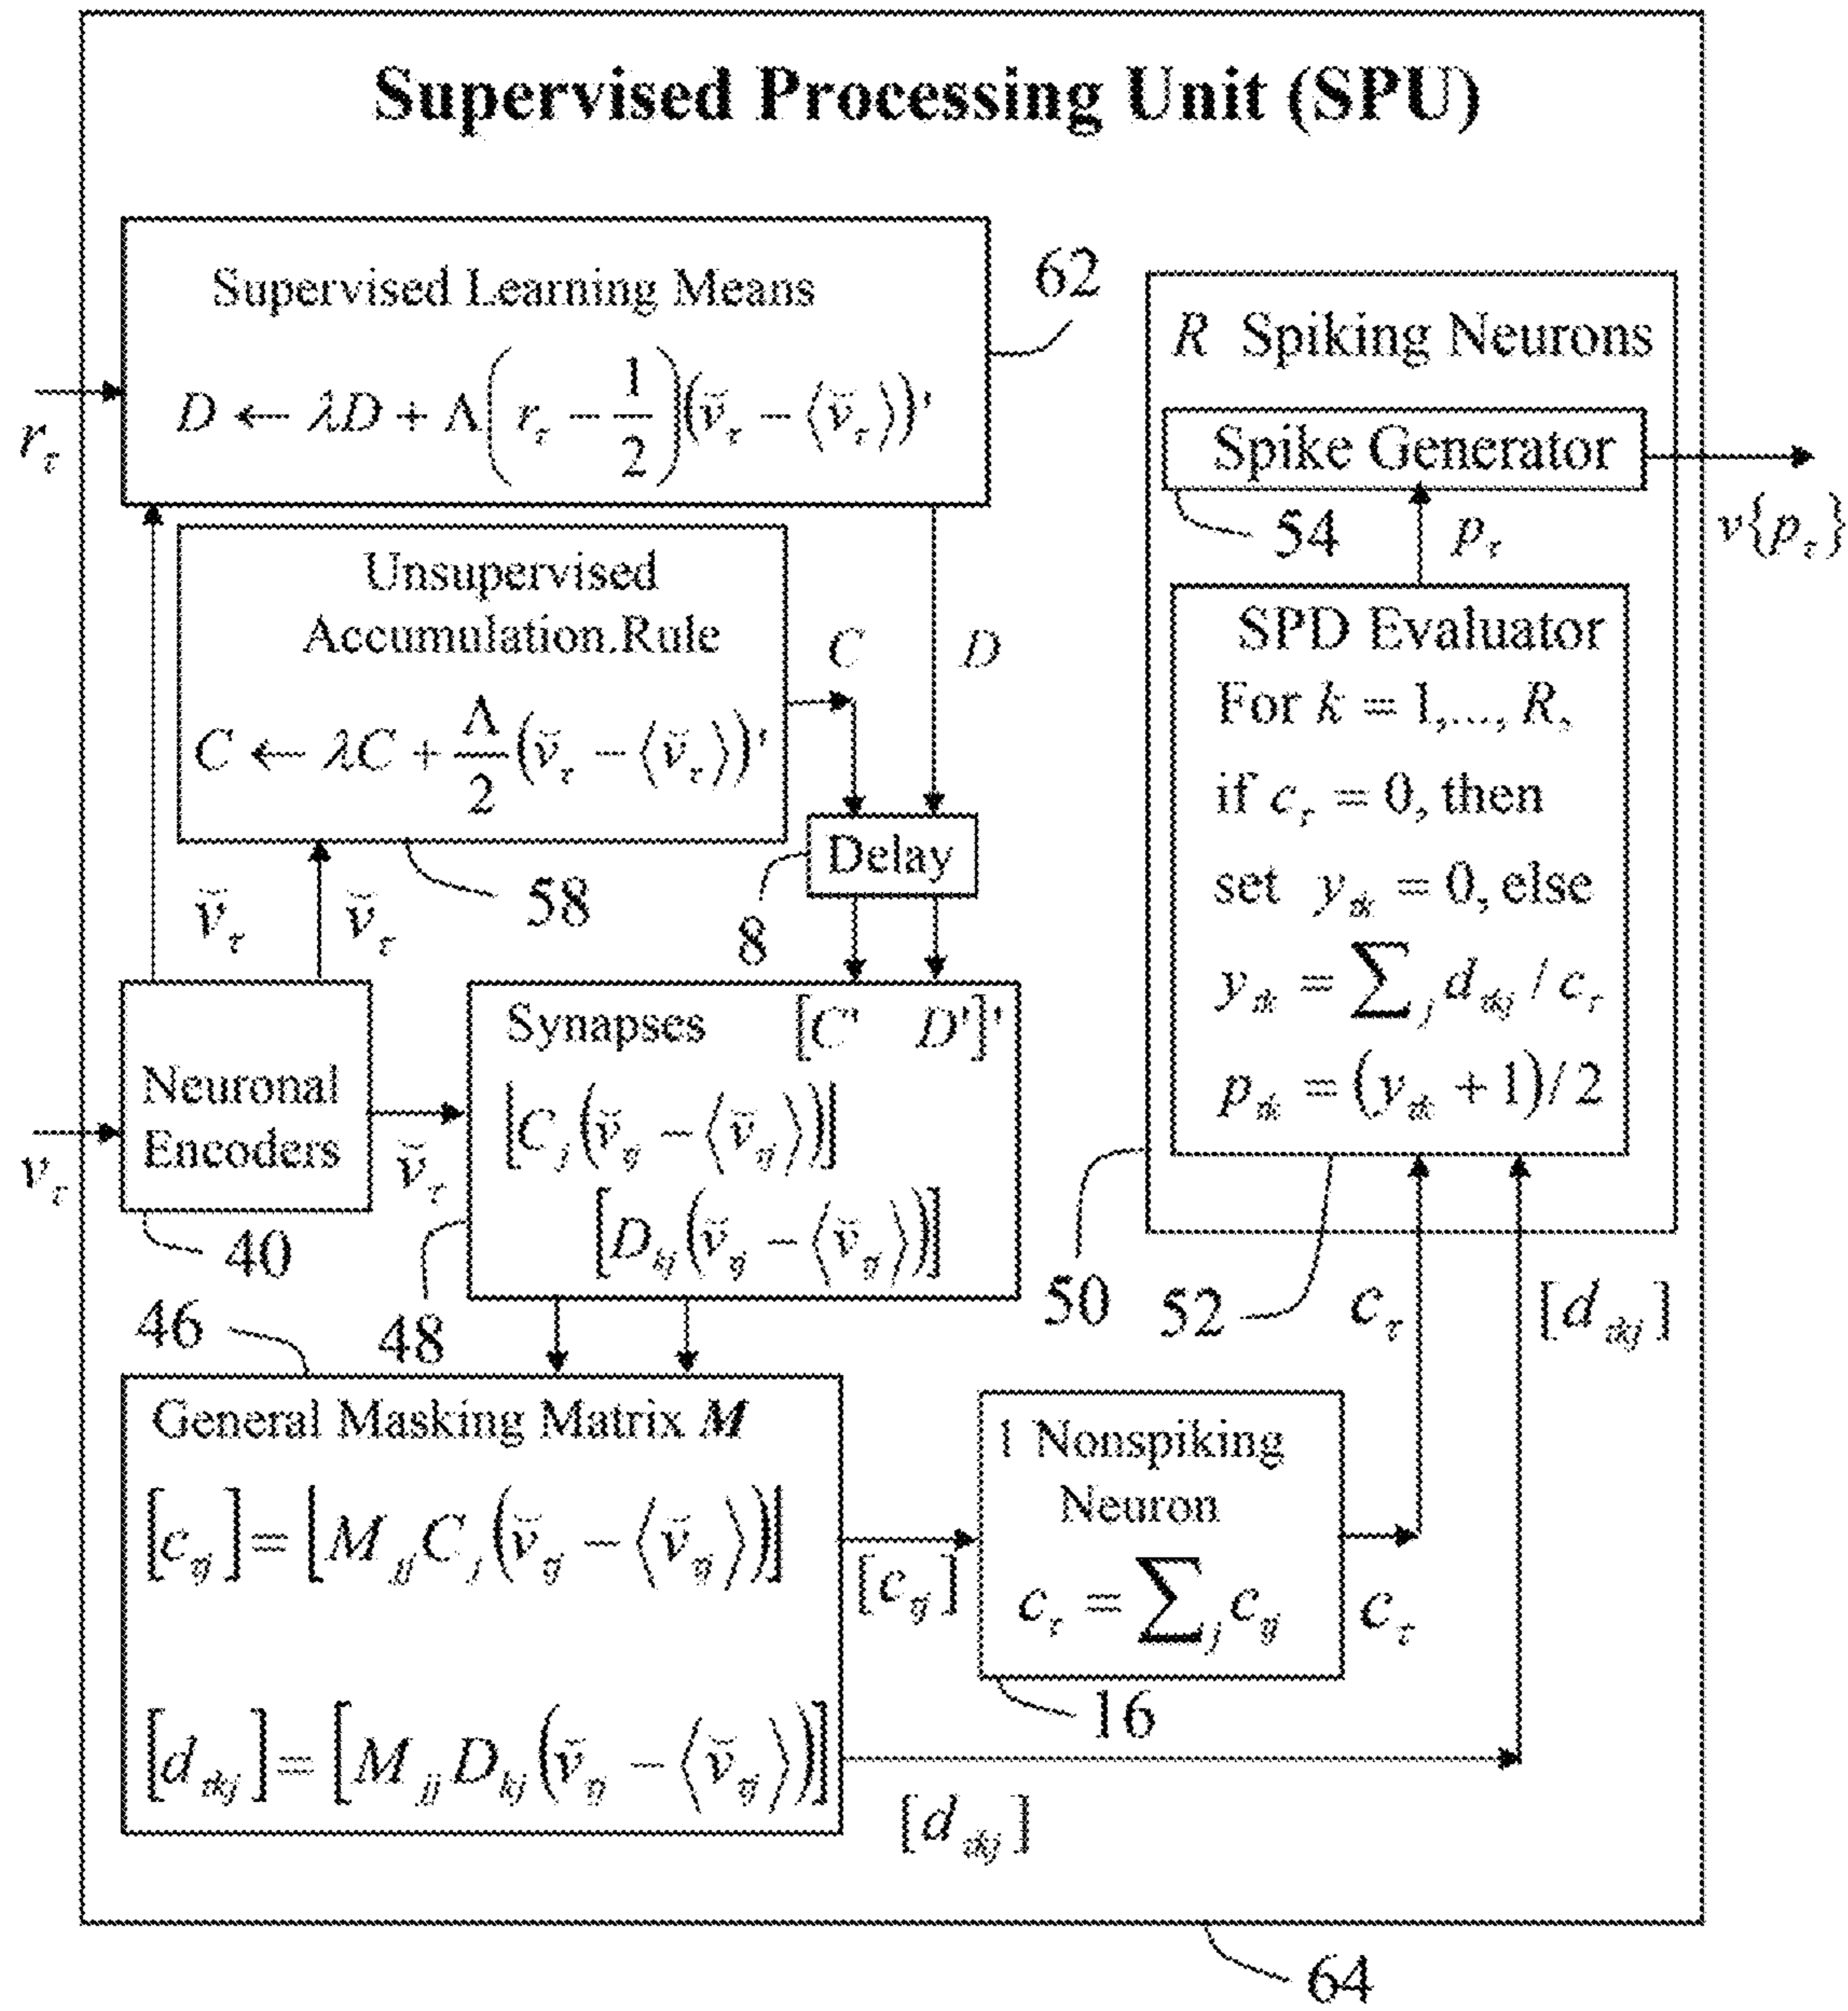 Supervised Processing Unit (SPU)
Supervised Learning Means
D ← λD + Λ(r_τ − 1/2)(v̆_τ − ⟨v̆_τ⟩)'
62
r_τ
R Spiking Neurons
Spike Generator
54
p_τ
v{p_τ}
Unsupervised
Accumulation.Rule
C ← λC + Λ/2 (v̆_τ − ⟨v̆_τ⟩)'
58
C
D
Delay
8
v̆_τ
v̆_τ
SPD Evaluator
For k = 1,..., R,
if c_τ = 0, then
set y_τk = 0, else
y_τk = ∑_j d_τkj / c_τ
p_τk = (y_τk + 1)/2
Neuronal
Encoders
v_τ
v̆_τ
40
Synapses [C' D']'
[C_j (v̆_τj − ⟨v̆_τj⟩)]
[D_kj (v̆_τj − ⟨v̆_τj⟩)]
46
48
50
52
c_τ
[d_τkj]
General Masking Matrix M
[c_τj] = [M_jj C_j (v̆_τj − ⟨v̆_τj⟩)]
[d_τkj] = [M_jj D_kj (v̆_τj − ⟨v̆_τj⟩)]
[c_τj]
1 Nonspiking
Neuron
c_τ = ∑_j c_τj
c_τ
16
[d_τkj]
64